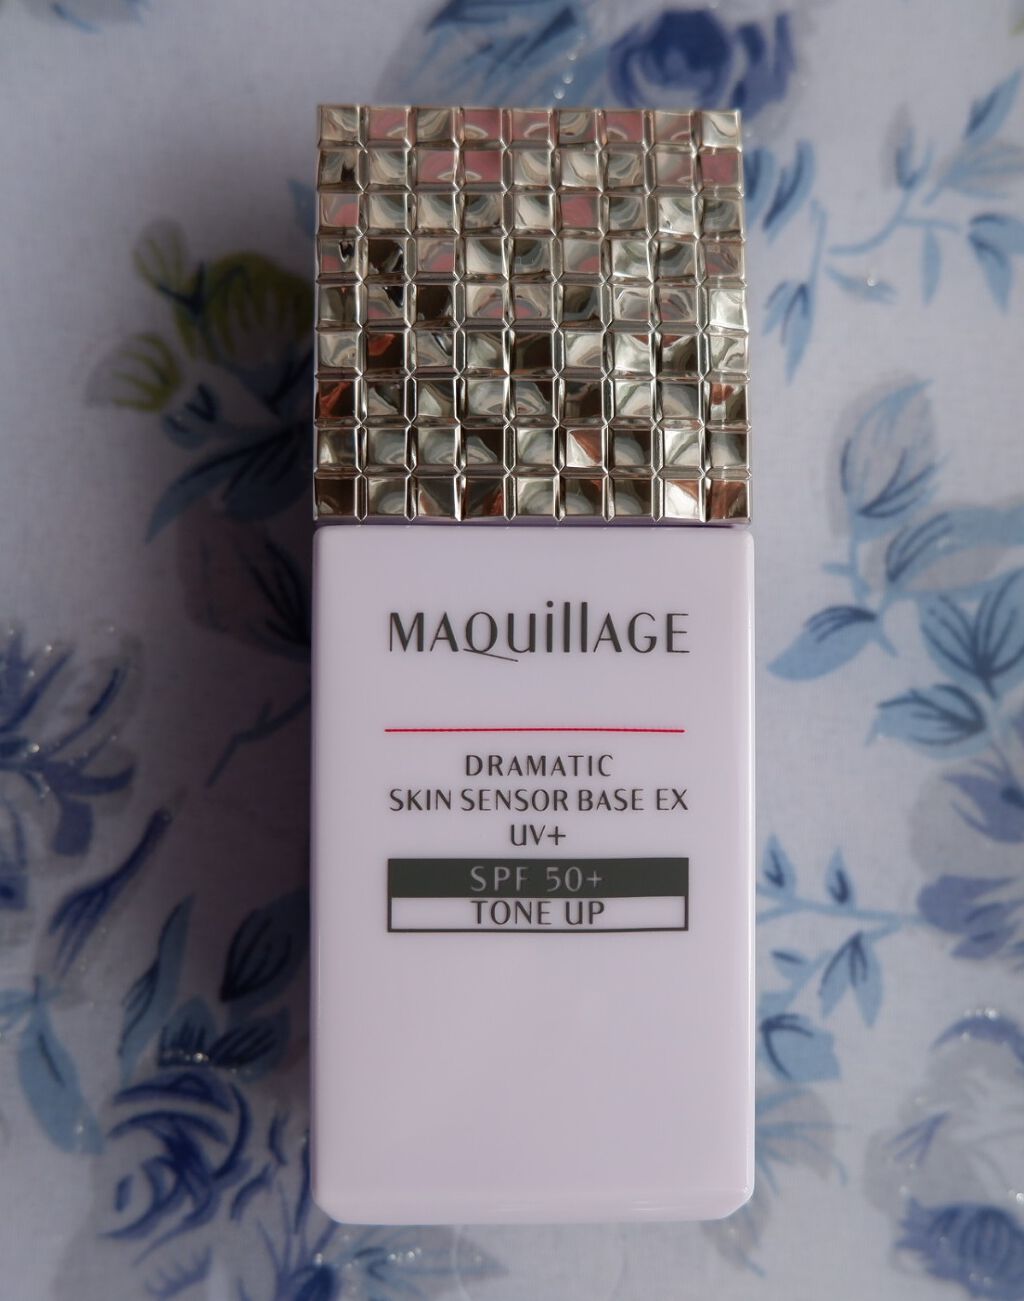 MAQuillAGE
DRAMATIC
SKIN SENSOR BASE EX
UV+
SPF 50+
TONE UP